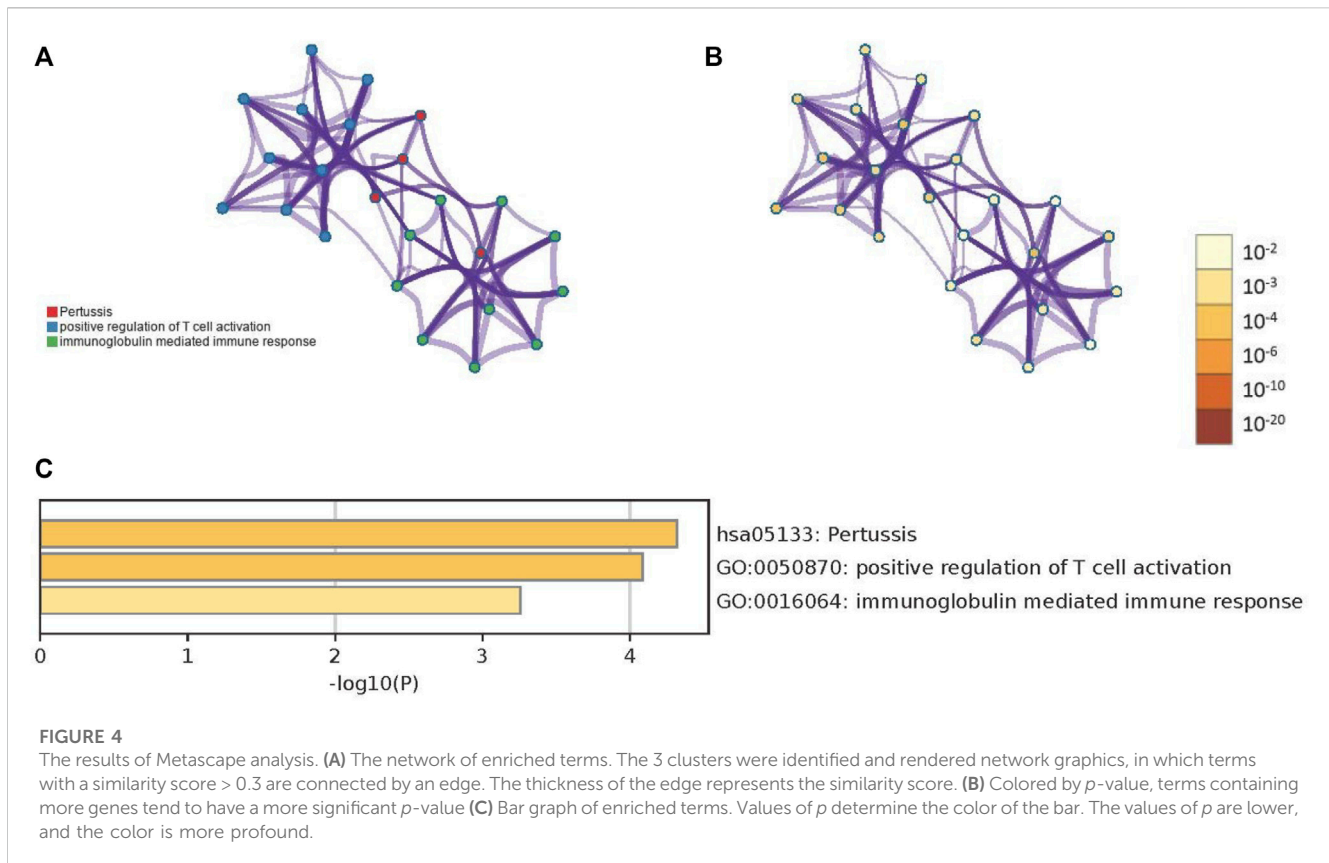 A
B
Pertussis
positive regulation of T cell activation
immunoglobulin mediated immune response
10-2
10-3
10-4
10-6
10-10
10-20
C
hsa05133: Pertussis
GO:0050870: positive regulation of T cell activation
GO:0016064: immunoglobulin mediated immune response
0 1 2 3 4
-log10(P)
FIGURE 4
The results of Metascape analysis. (A) The network of enriched terms. The 3 clusters were identified and rendered network graphics, in which terms
with a similarity score > 0.3 are connected by an edge. The thickness of the edge represents the similarity score. (B) Colored by p-value, terms containing
more genes tend to have a more significant p-value (C) Bar graph of enriched terms. Values of p determine the color of the bar. The values of p are lower,
and the color is more profound.